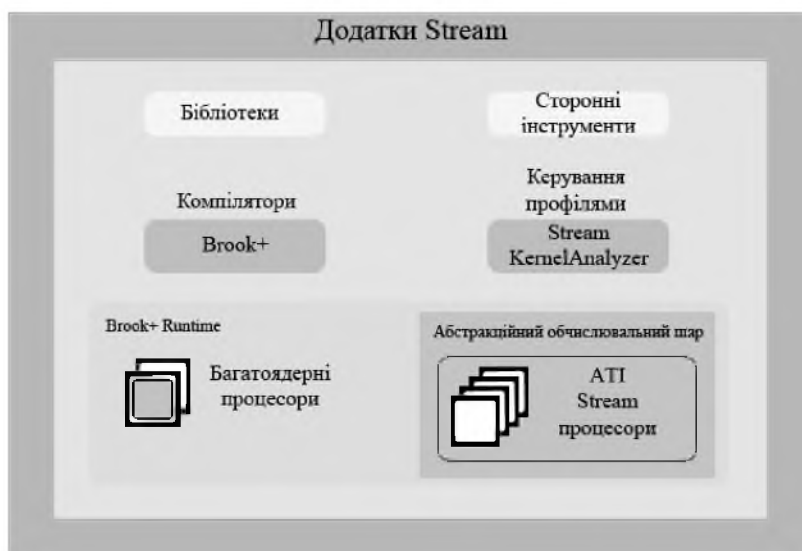 Додатки Stream
Бібліотеки
Сторонні
інструменти
Компілятори
Brook+
Керування
профілями
Stream
KernelAnalyzer
Brook+ Runtime
Багатоядерні
процесори
Абстракційний обчислювальний шар
ATI
Stream
процесори